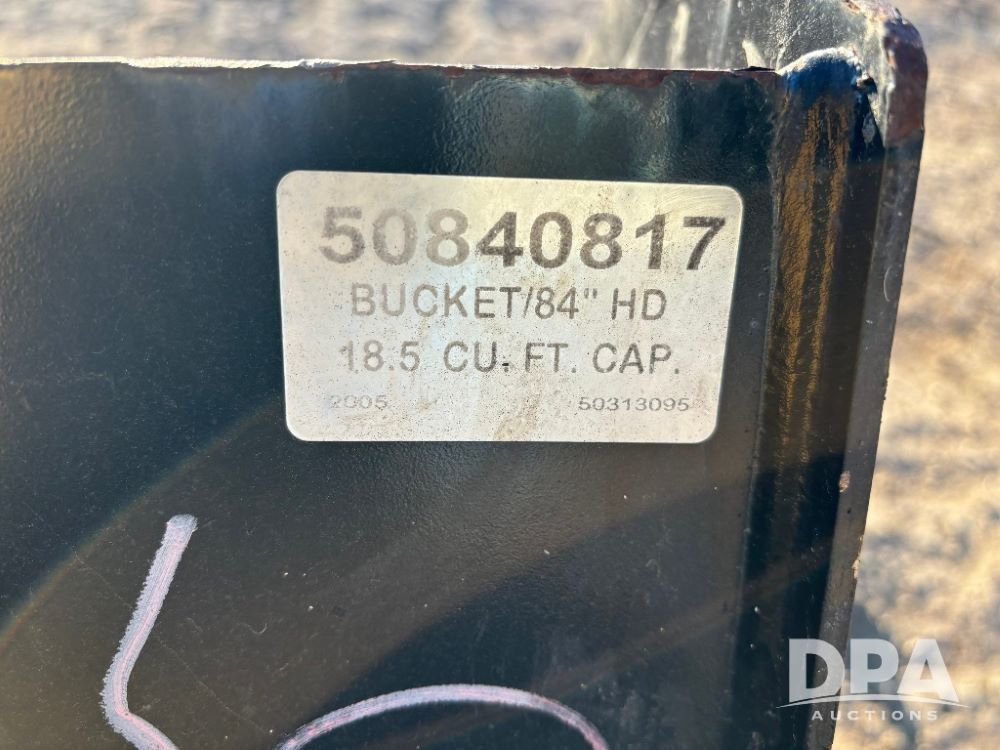 50840817
BUCKET/84" HD
18.5 CU. FT. CAP.
2005 50313095
DPA
AUCTIONS